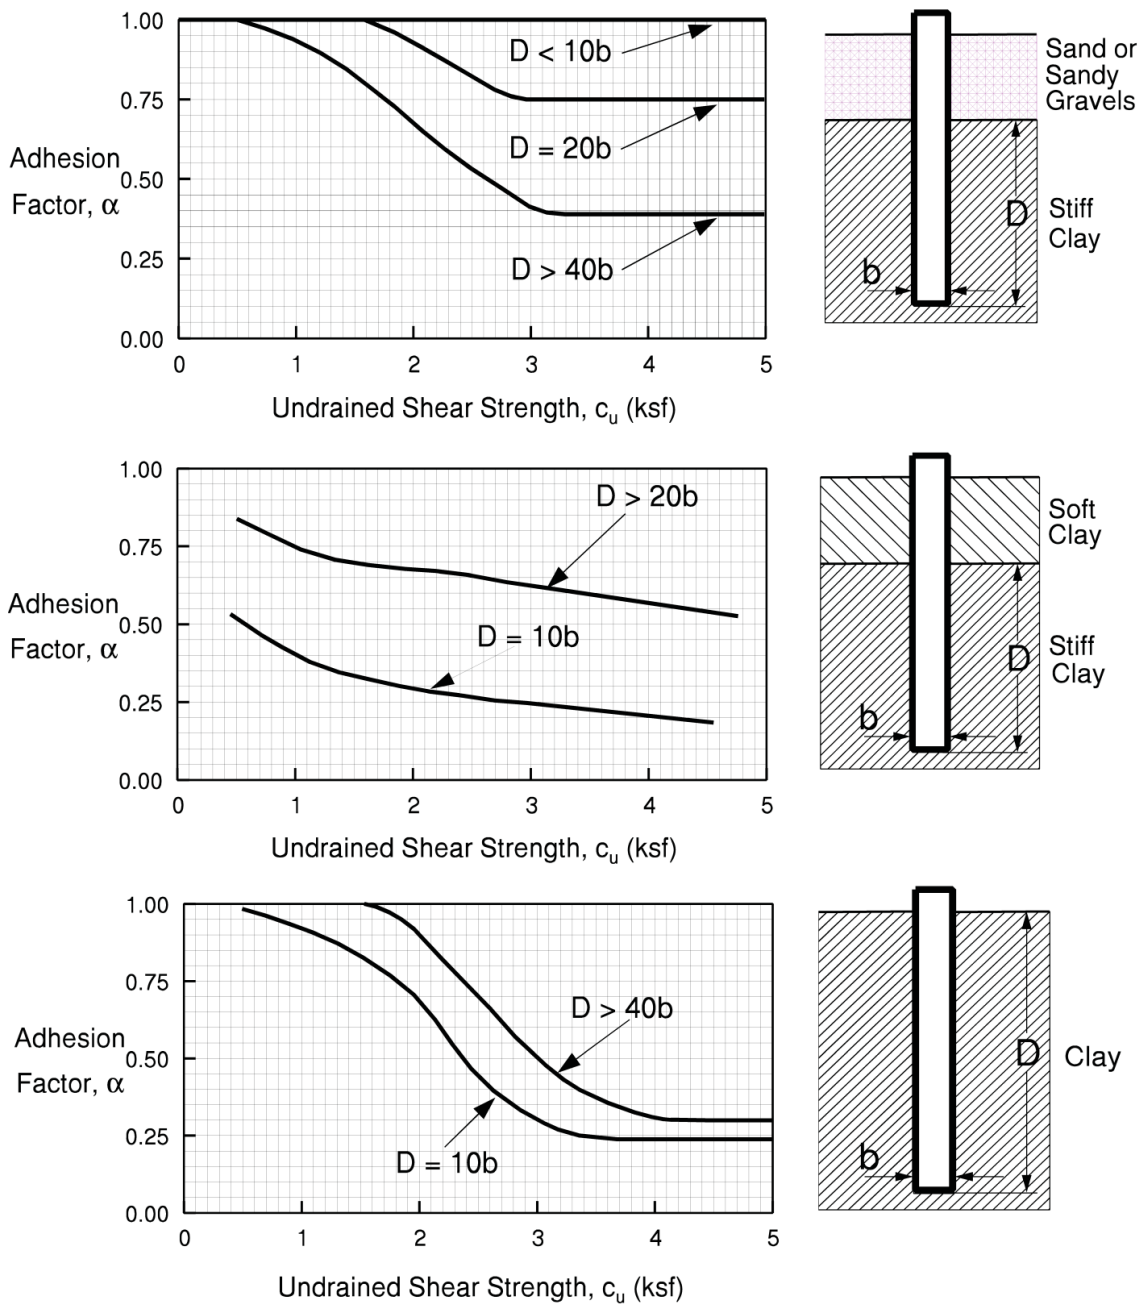 1.00
0.75
0.50
0.25
0.00
Adhesion
Factor, α
D < 10b
D = 20b
D > 40b
0 1 2 3 4 5
Undrained Shear Strength, cᵤ (ksf)
Sand or
Sandy
Gravels
D
Stiff
Clay
b
1.00
0.75
0.50
0.25
0.00
Adhesion
Factor, α
D > 20b
D = 10b
0 1 2 3 4 5
Undrained Shear Strength, cᵤ (ksf)
Soft
Clay
D
Stiff
Clay
b
1.00
0.75
0.50
0.25
0.00
Adhesion
Factor, α
D > 40b
D = 10b
0 1 2 3 4 5
Undrained Shear Strength, cᵤ (ksf)
D
Clay
b